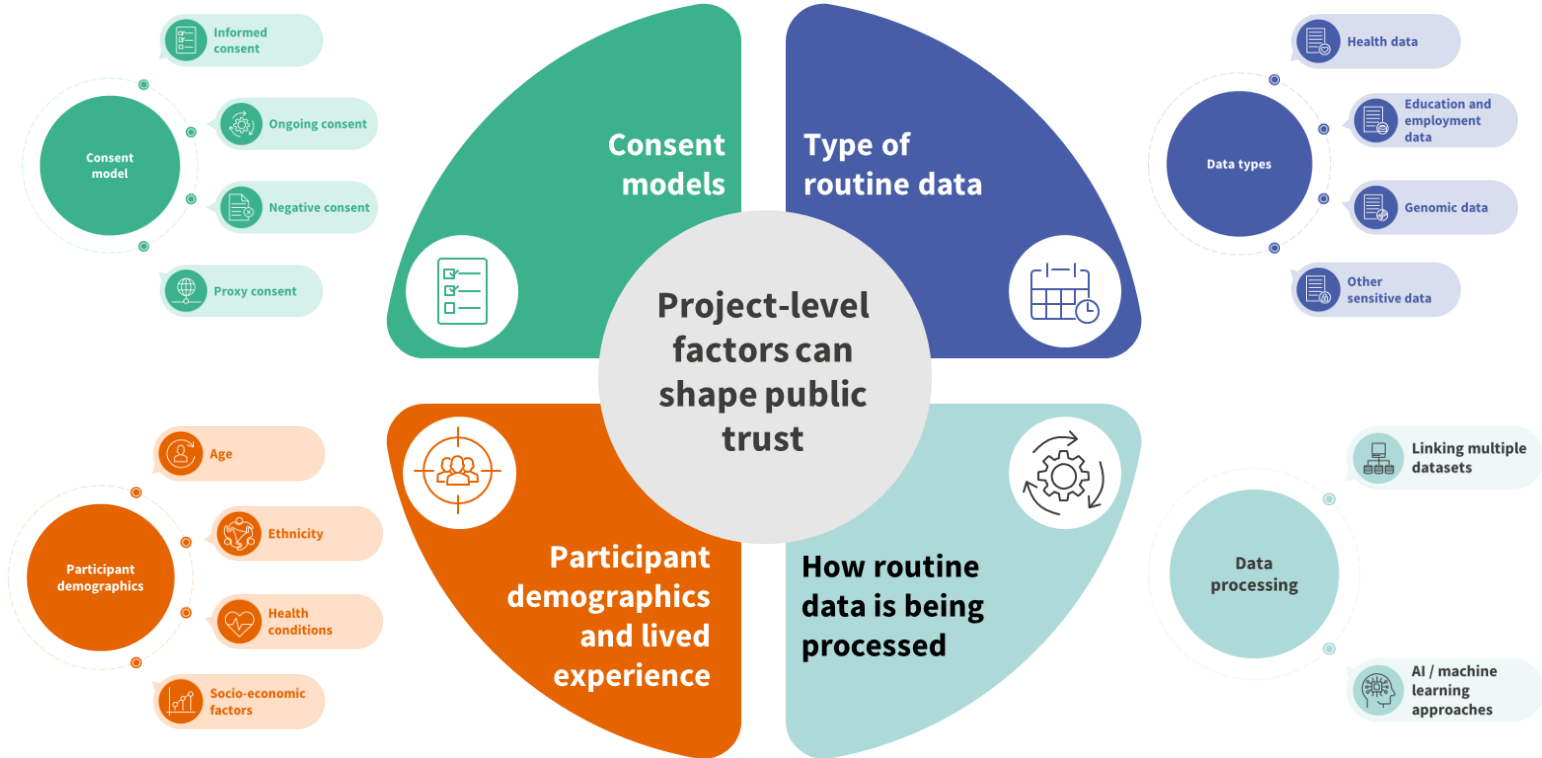 Informed
consent
Ongoing consent
Consent
model
Negative consent
Proxy consent
Consent
models
Type of
routine data
Health data
Education and
employment
data
Data types
Genomic data
Other
sensitive data
Project-level
factors can
shape public
trust
Age
Ethnicity
Participant
demographics
Health
conditions
Socio-economic
factors
Participant
demographics
and lived
experience
How routine
data is being
processed
Linking multiple
datasets
Data
processing
AI / machine
learning
approaches